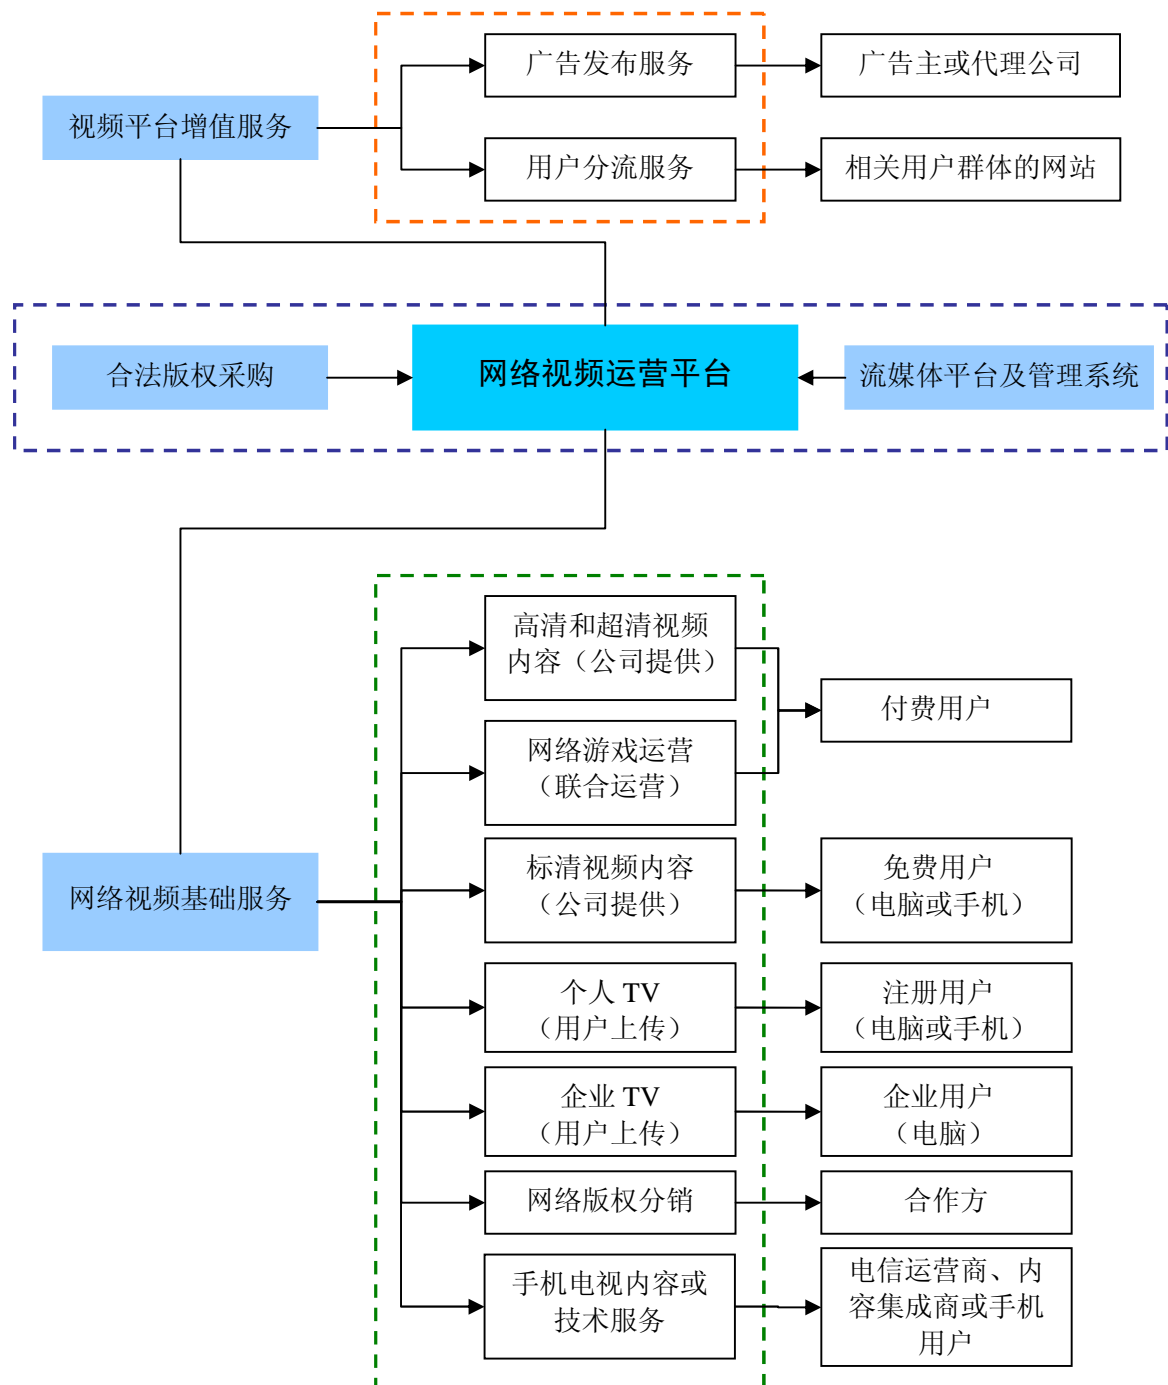 广告发布服务
广告主或代理公司
视频平台增值服务
用户分流服务
相关用户群体的网站
合法版权采购
网络视频运营平台
流媒体平台及管理系统
高清和超清视频
内容（公司提供）
付费用户
网络游戏运营
（联合运营）
网络视频基础服务
标清视频内容
（公司提供）
免费用户
（电脑或手机）
个人 TV
（用户上传）
注册用户
（电脑或手机）
企业 TV
（用户上传）
企业用户
（电脑）
网络版权分销
合作方
手机电视内容或
技术服务
电信运营商、内
容集成商或手机
用户